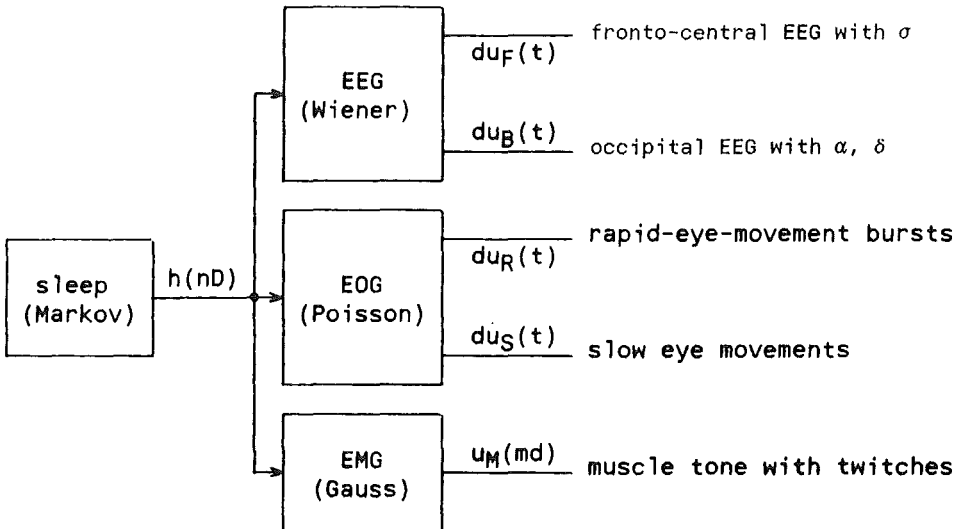 EEG
(Wiener)
du_F(t)
fronto-central EEG with σ
du_B(t)
occipital EEG with α, δ
sleep
(Markov)
h(nD)
EOG
(Poisson)
du_R(t)
rapid-eye-movement bursts
du_S(t)
slow eye movements
EMG
(Gauss)
u_M(md)
muscle tone with twitches